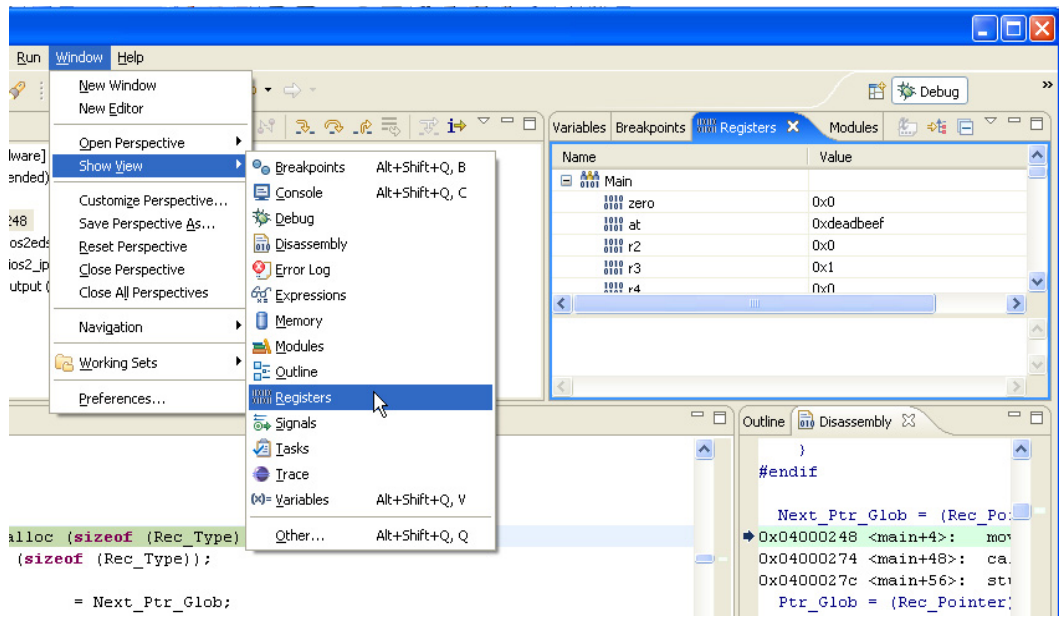 Run Window Help
New Window
New Editor
Open Perspective
Show View
Customize Perspective...
Save Perspective As...
Reset Perspective
Close Perspective
Close All Perspectives
Navigation
Working Sets
Preferences...
Breakpoints Alt+Shift+Q, B
Console Alt+Shift+Q, C
Debug
Disassembly
Error Log
Expressions
Memory
Modules
Outline
Registers
Signals
Tasks
Trace
Variables Alt+Shift+Q, V
Other... Alt+Shift+Q, Q
Debug
Variables Breakpoints Registers Modules
Name Value
Main
zero 0x0
at 0xdeadbeef
r2 0x0
r3 0x1
r4 0x0
lware]
ended)
248
os2eds
ios2_ip
utput (
alloc (sizeof (Rec_Type)
(sizeof (Rec_Type));
= Next_Ptr_Glob;
Outline Disassembly
}
#endif
Next_Ptr_Glob = (Rec_Po
0x04000248 <main+4>: mov
0x04000274 <main+48>: ca
0x0400027c <main+56>: st
Ptr_Glob = (Rec_Pointer)